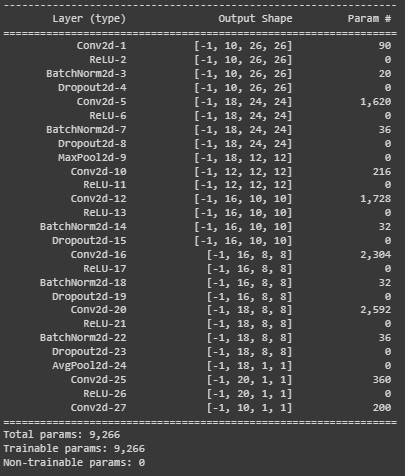 ----------------------------------------------------------------
Layer (type) Output Shape Param #
================================================================
Conv2d-1 [-1, 10, 26, 26] 90
ReLU-2 [-1, 10, 26, 26] 0
BatchNorm2d-3 [-1, 10, 26, 26] 20
Dropout2d-4 [-1, 10, 26, 26] 0
Conv2d-5 [-1, 18, 24, 24] 1,620
ReLU-6 [-1, 18, 24, 24] 0
BatchNorm2d-7 [-1, 18, 24, 24] 36
Dropout2d-8 [-1, 18, 24, 24] 0
MaxPool2d-9 [-1, 18, 12, 12] 0
Conv2d-10 [-1, 12, 12, 12] 216
ReLU-11 [-1, 12, 12, 12] 0
Conv2d-12 [-1, 16, 10, 10] 1,728
ReLU-13 [-1, 16, 10, 10] 0
BatchNorm2d-14 [-1, 16, 10, 10] 32
Dropout2d-15 [-1, 16, 10, 10] 0
Conv2d-16 [-1, 16, 8, 8] 2,304
ReLU-17 [-1, 16, 8, 8] 0
BatchNorm2d-18 [-1, 16, 8, 8] 32
Dropout2d-19 [-1, 16, 8, 8] 0
Conv2d-20 [-1, 18, 8, 8] 2,592
ReLU-21 [-1, 18, 8, 8] 0
BatchNorm2d-22 [-1, 18, 8, 8] 36
Dropout2d-23 [-1, 18, 8, 8] 0
AvgPool2d-24 [-1, 18, 1, 1] 0
Conv2d-25 [-1, 20, 1, 1] 360
ReLU-26 [-1, 20, 1, 1] 0
Conv2d-27 [-1, 10, 1, 1] 200
================================================================
Total params: 9,266
Trainable params: 9,266
Non-trainable params: 0